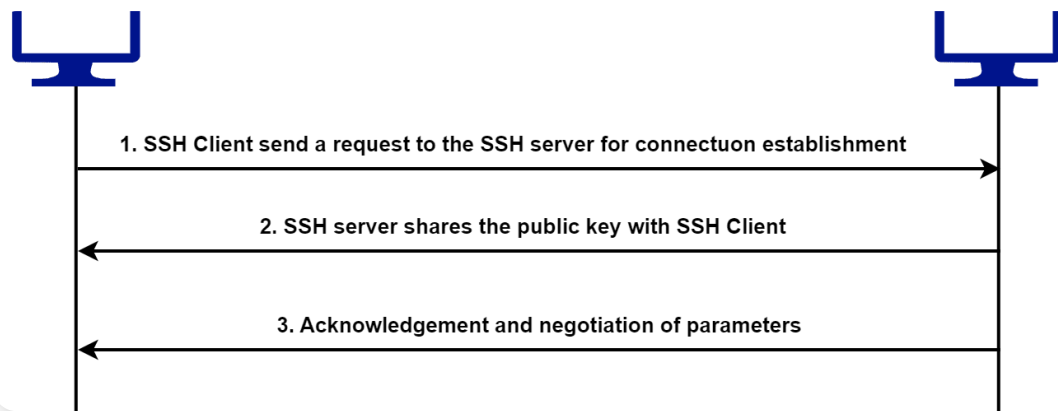 1. SSH Client send a request to the SSH server for connectuon establishment
2. SSH server shares the public key with SSH Client
3. Acknowledgement and negotiation of parameters